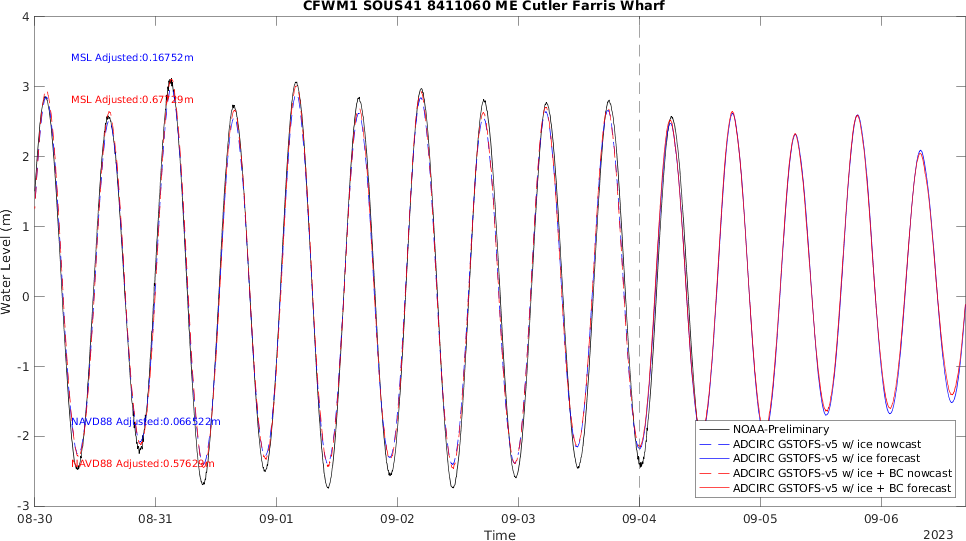 CFWM1 SOUS41 8411060 ME Cutler Farris Wharf
4
3
2
1
0
-1
-2
-3
Water Level (m)
MSL Adjusted:0.16752m
MSL Adjusted:0.67729m
NAVD88 Adjusted:0.066522m
NAVD88 Adjusted:0.57629m
NOAA-Preliminary
ADCIRC GSTOFS-v5 w/ ice nowcast
ADCIRC GSTOFS-v5 w/ ice forecast
ADCIRC GSTOFS-v5 w/ ice + BC nowcast
ADCIRC GSTOFS-v5 w/ ice + BC forecast
08-30 08-31 09-01 09-02 09-03 09-04 09-05 09-06
Time
2023